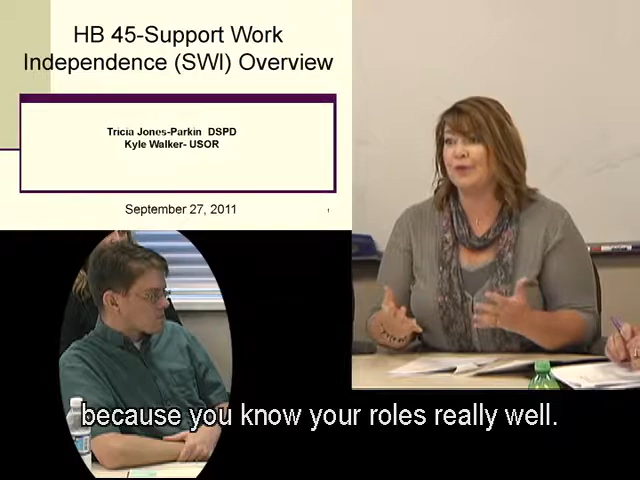 HB 45-Support Work
Independence (SWI) Overview
Tricia Jones-Parkin DSPD
Kyle Walker- USOR
September 27, 2011
1
because you know your roles really well.